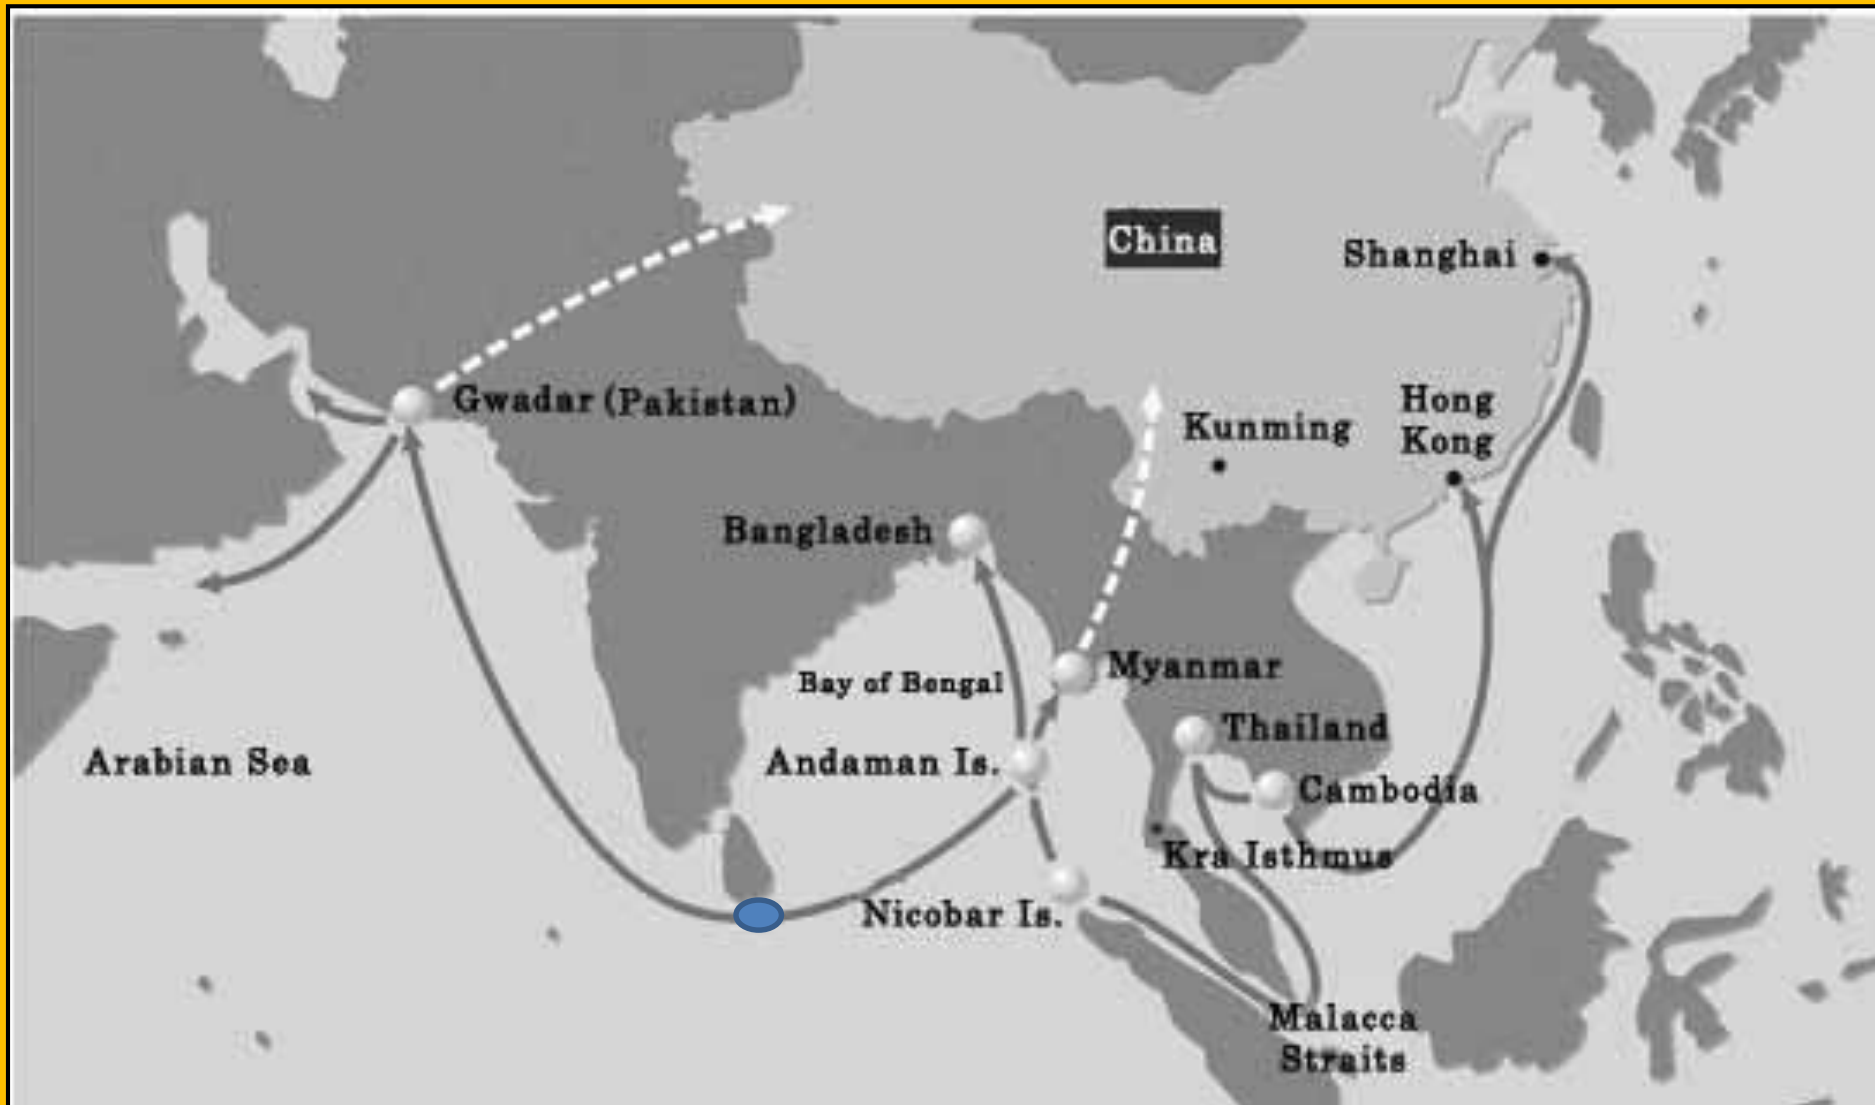 China
Shanghai
Gwadar (Pakistan)
Hong
Kong
Kunming
Bangladesh
Myanmar
Bay of Bengal
Thailand
Arabian Sea
Andaman Is.
Cambodia
Kra Isthmus
Nicobar Is.
Malacca
Straits